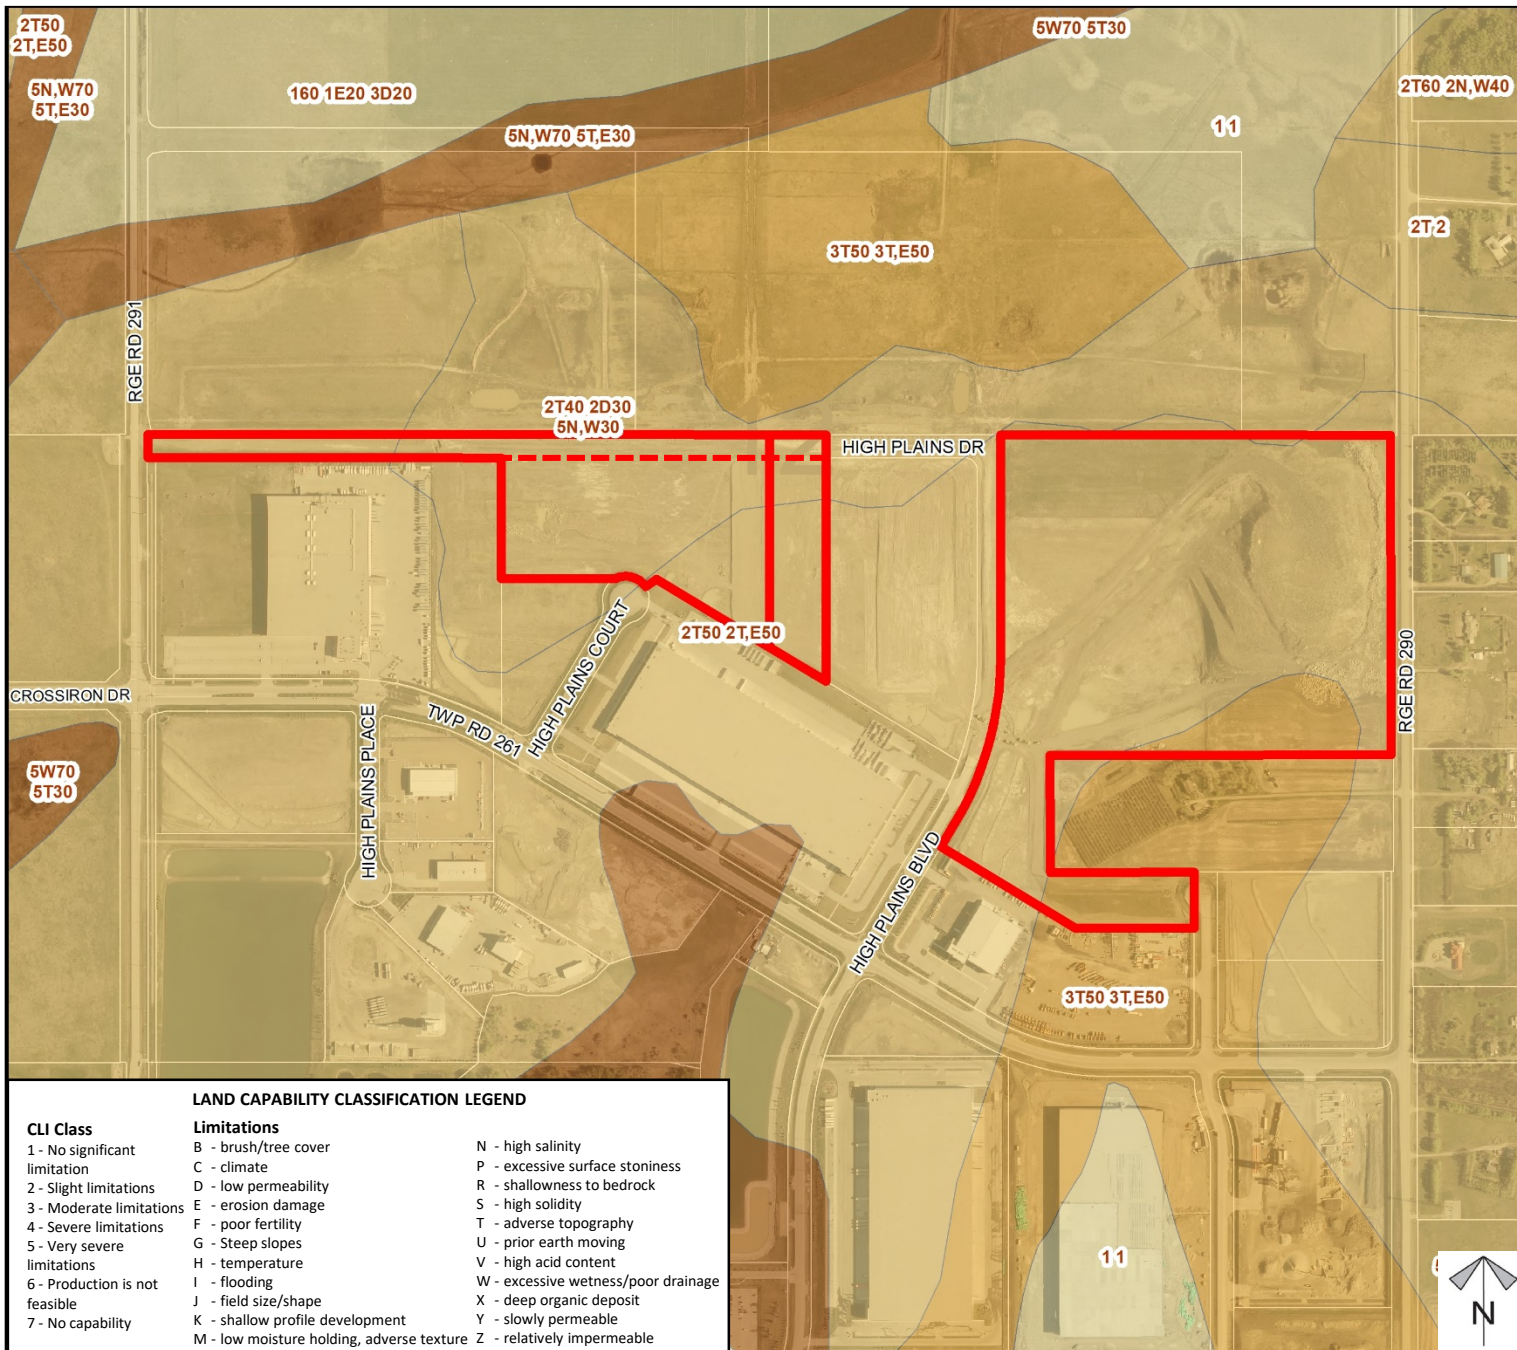 2T50
2T,E50
5N,W70
5T,E30
160 1E20 3D20
5N,W70 5T,E30
5W70 5T30
11
2T60 2N,W40
2T 2
3T50 3T,E50
RGE RD 291
2T40 2D30
5N,W30
HIGH PLAINS DR
2T50 2T,E50
HIGH PLAINS COURT
RGE RD 290
CROSSIRON DR
TWP RD 261
HIGH PLAINS PLACE
5W70
5T30
HIGH PLAINS BLVD
3T50 3T,E50
11
N
LAND CAPABILITY CLASSIFICATION LEGEND
CLI Class
1 - No significant
limitation
2 - Slight limitations
3 - Moderate limitations
4 - Severe limitations
5 - Very severe
limitations
6 - Production is not
feasible
7 - No capability
Limitations
B - brush/tree cover
C - climate
D - low permeability
E - erosion damage
F - poor fertility
G - Steep slopes
H - temperature
I - flooding
J - field size/shape
K - shallow profile development
M - low moisture holding, adverse texture
N - high salinity
P - excessive surface stoniness
R - shallowness to bedrock
S - high solidity
T - adverse topography
U - prior earth moving
V - high acid content
W - excessive wetness/poor drainage
X - deep organic deposit
Y - slowly permeable
Z - relatively impermeable